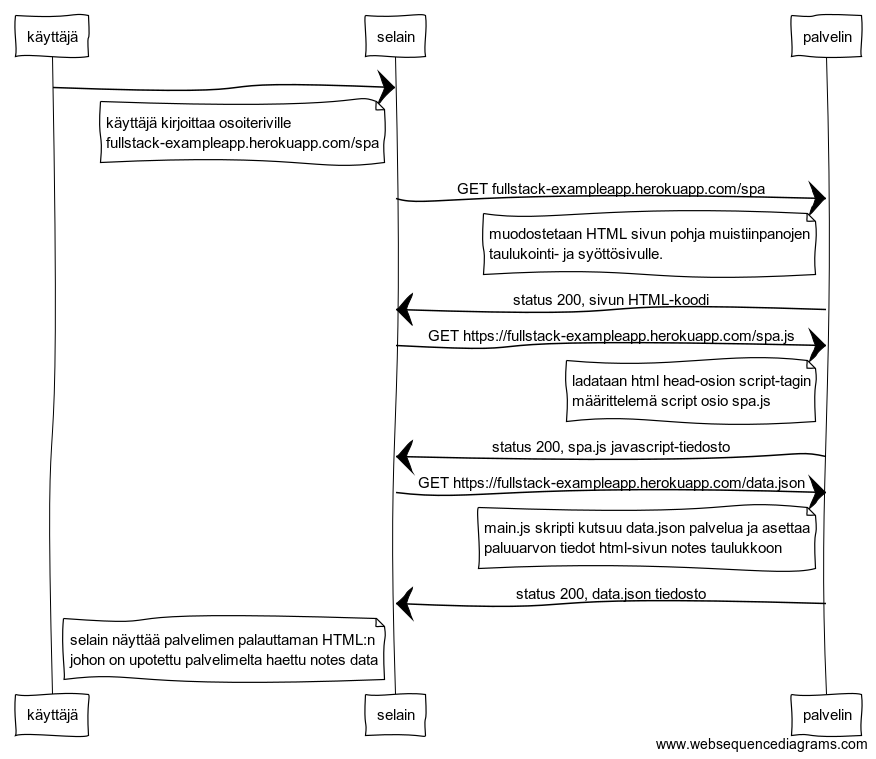 käyttäjä
selain
palvelin
käyttäjä kirjoittaa osoiteriville
fullstack-exampleapp.herokuapp.com/spa
GET fullstack-exampleapp.herokuapp.com/spa
muodostetaan HTML sivun pohja muistiinpanojen
taulukointi- ja syöttösivulle.
status 200, sivun HTML-koodi
GET https://fullstack-exampleapp.herokuapp.com/spa.js
ladataan html head-osion script-tagin
määrittelemä script osio spa.js
status 200, spa.js javascript-tiedosto
GET https://fullstack-exampleapp.herokuapp.com/data.json
main.js skripti kutsuu data.json palvelua ja asettaa
paluuarvon tiedot html-sivun notes taulukkoon
status 200, data.json tiedosto
selain näyttää palvelimen palauttaman HTML:n
johon on upotettu palvelimelta haettu notes data
käyttäjä
selain
palvelin
www.websequencediagrams.com